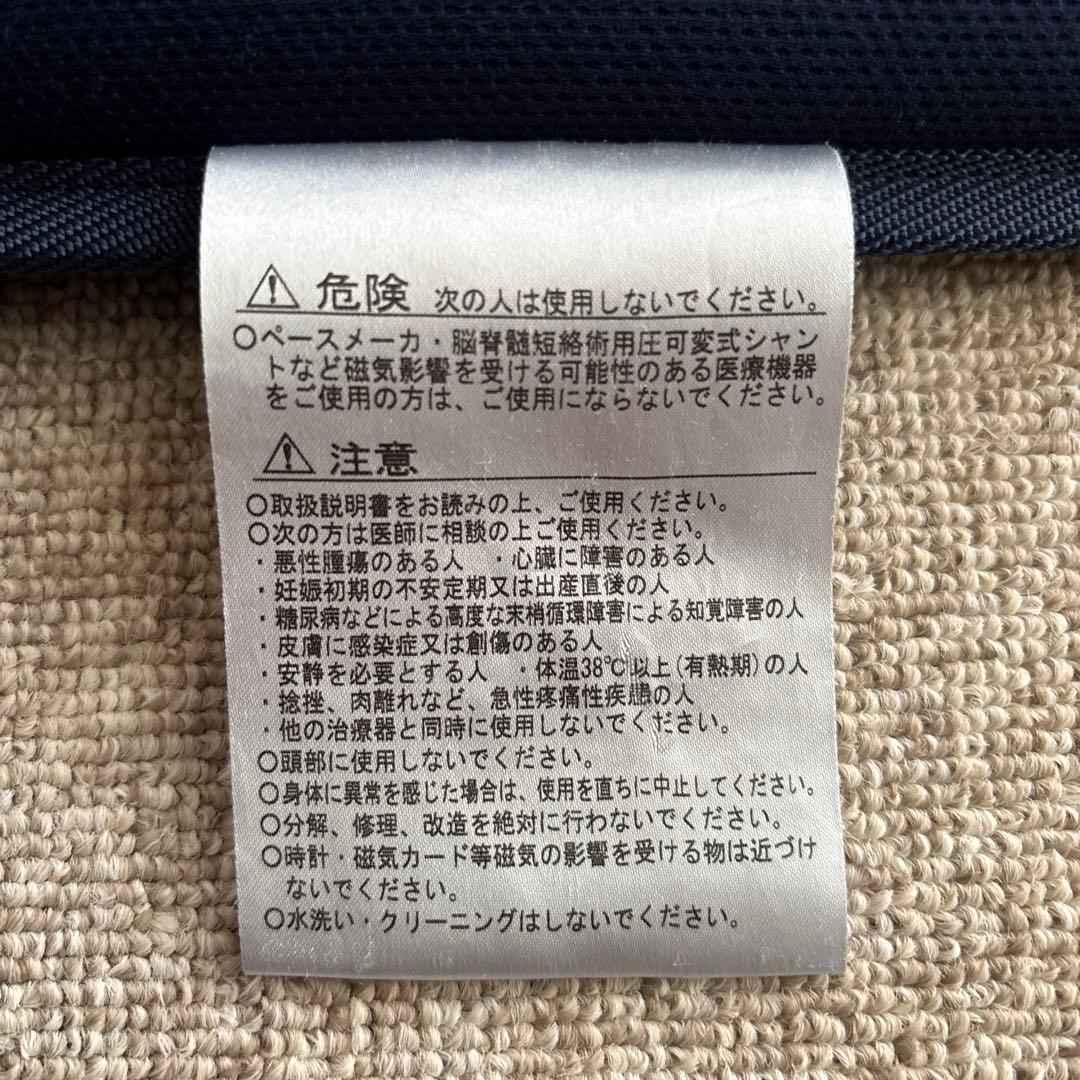 ⚠ 危険 次の人は使用しないでください。
○ペースメーカ・脳脊髄短絡術用圧可変式シャン
トなど磁気影響を受ける可能性のある医療機器
をご使用の方は、ご使用にならないでください。
⚠ 注意
○取扱説明書をお読みの上、ご使用ください。
○次の方は医師に相談の上ご使用ください。
・悪性腫瘍のある人 ・心臓に障害のある人
・妊娠初期の不安定期又は出産直後の人
・糖尿病などによる高度な末梢循環障害による知覚障害の人
・皮膚に感染症又は創傷のある人
・安静を必要とする人 ・体温38℃以上(有熱期)の人
・捻挫、肉離れなど、急性疼痛性疾患の人
・他の治療器と同時に使用しないでください。
○頭部に使用しないでください。
○身体に異常を感じた場合は、使用を直ちに中止してください。
○分解、修理、改造を絶対に行わないでください。
○時計・磁気カード等磁気の影響を受ける物は近づけ
ないでください。
○水洗い・クリーニングはしないでください。